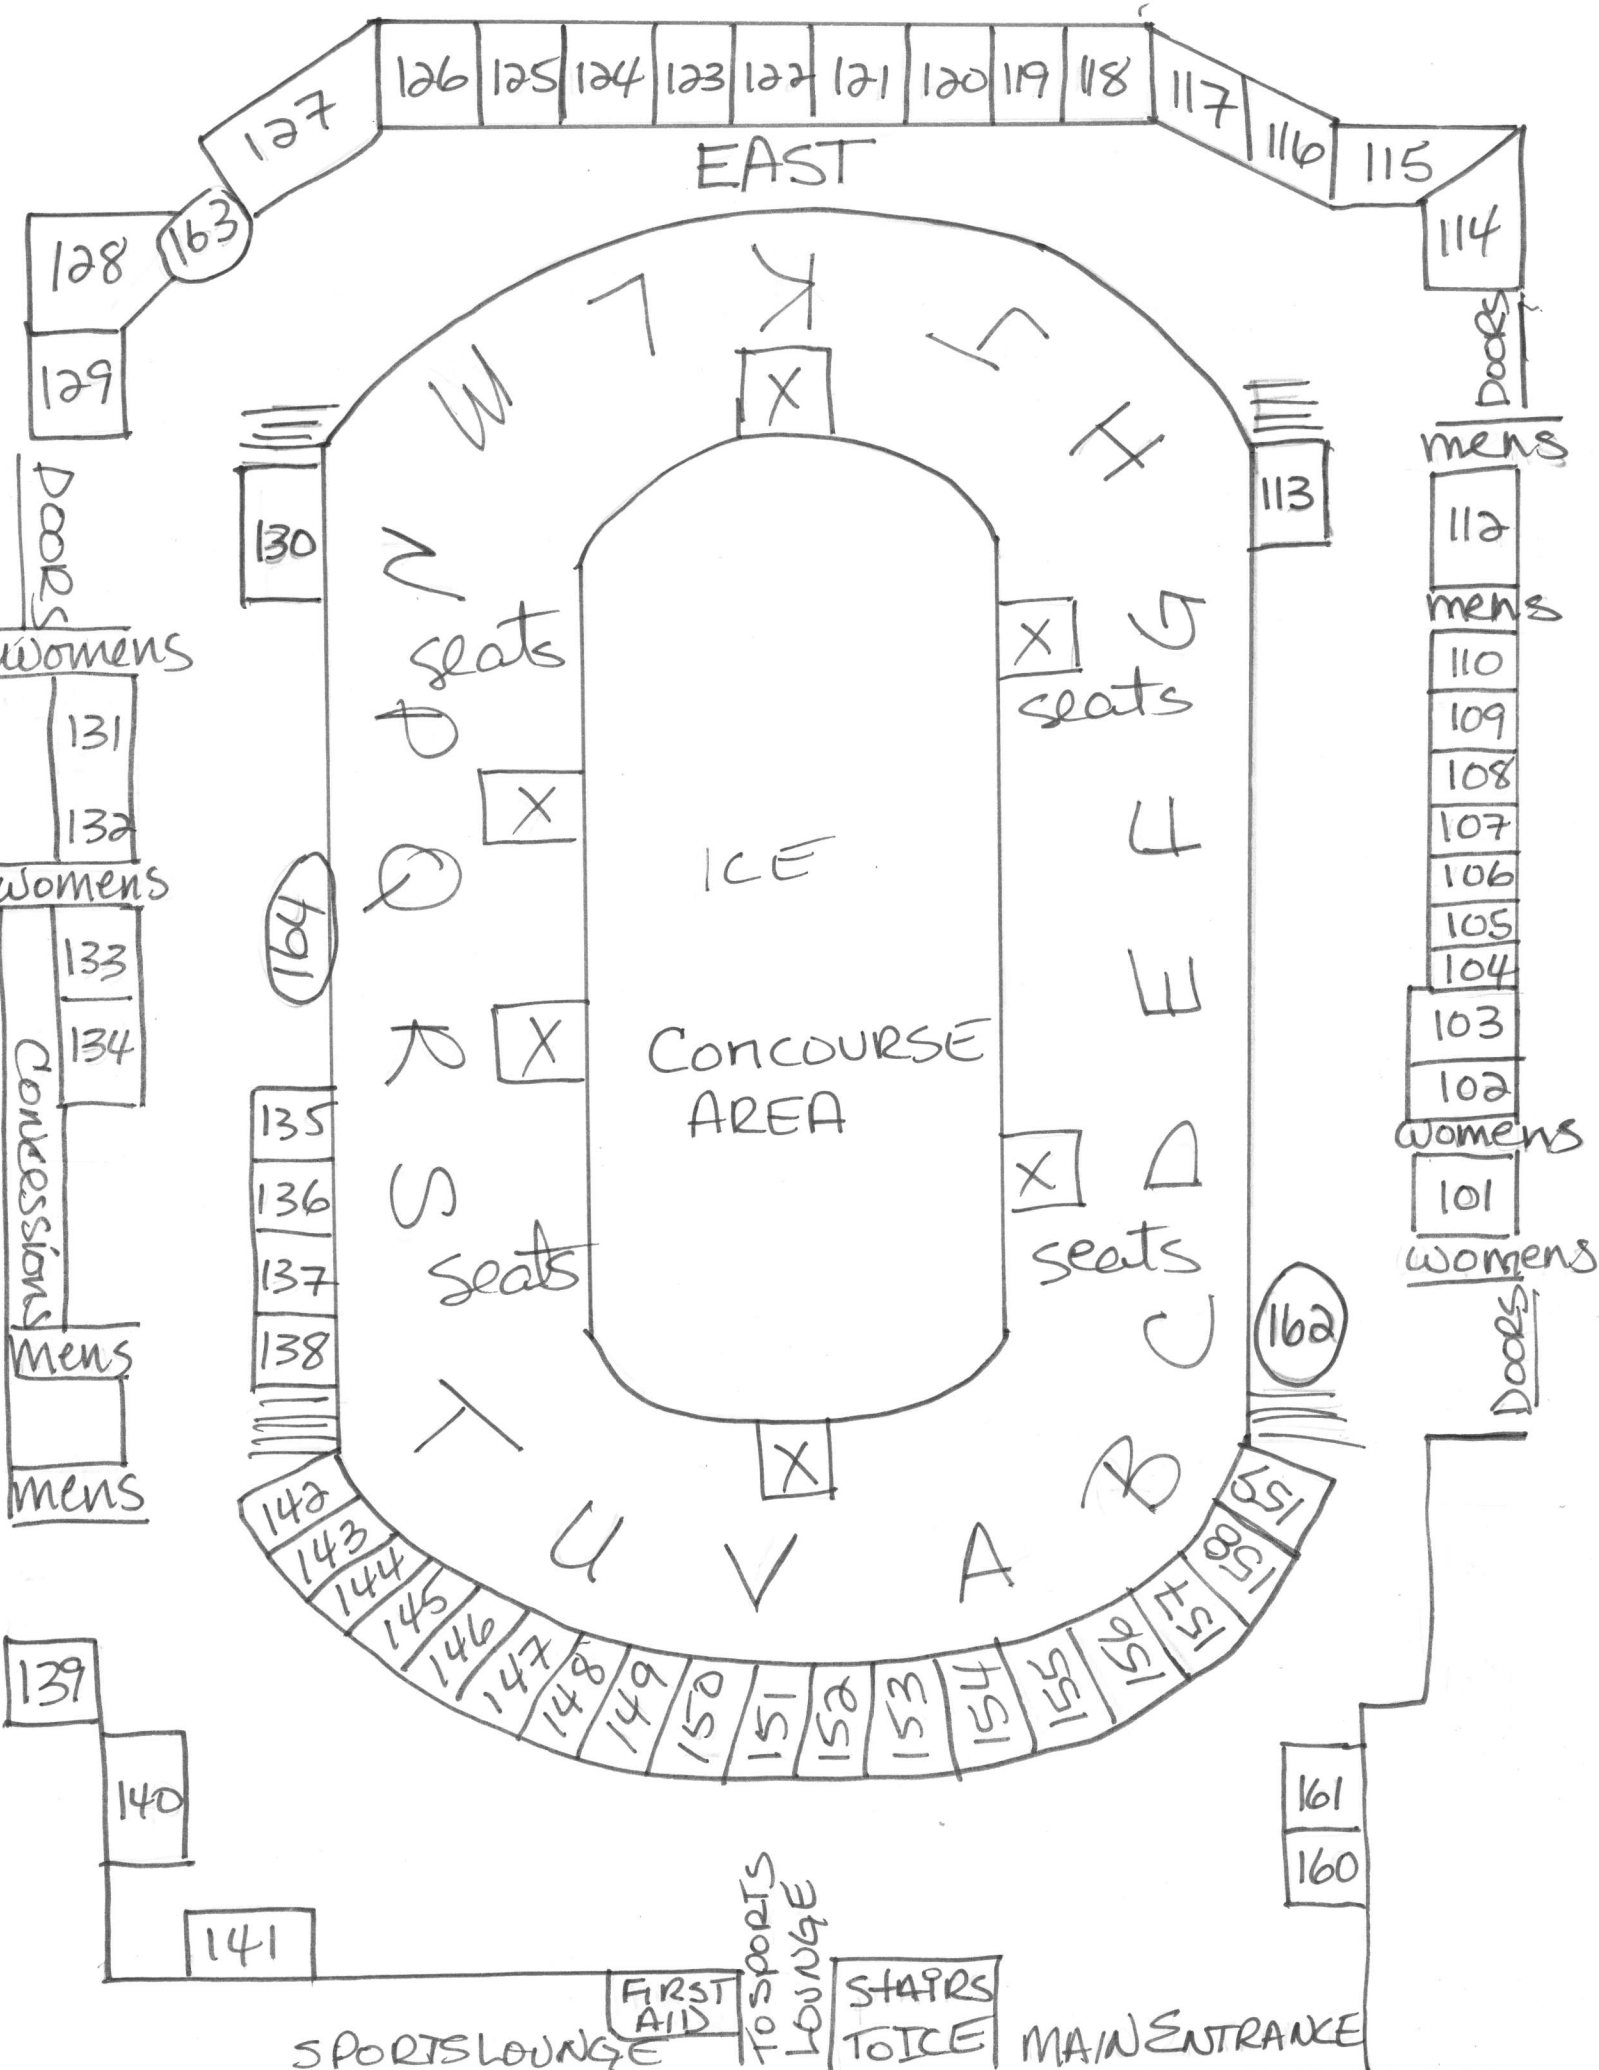 126 125 124 123 122 121 120 119 118
127
117
116
115
EAST
163
128
114
129
DOORS
mens
K
L
J
M
H
X
130
113
112
DOORS
N
mens
G
womens
seats
X
110
seats
131
P
109
X
108
132
F
107
womens
Q
ICE
106
164
105
133
E
104
134
R
X
CONCOURSE
AREA
103
102
Concessions
135
D
womens
X
136
S
101
seats
seats
womens
137
C
162
DOORS
138
mens
T
B
X
mens
142
143
144
145
146
147
148
149
150
151
152
153
154
155
156
157
158
159
U
V
A
139
140
161
160
141
FIRST
AID
TO SPORTS
LOUNGE
STAIRS
TO ICE
SPORTS LOUNGE
MAIN ENTRANCE